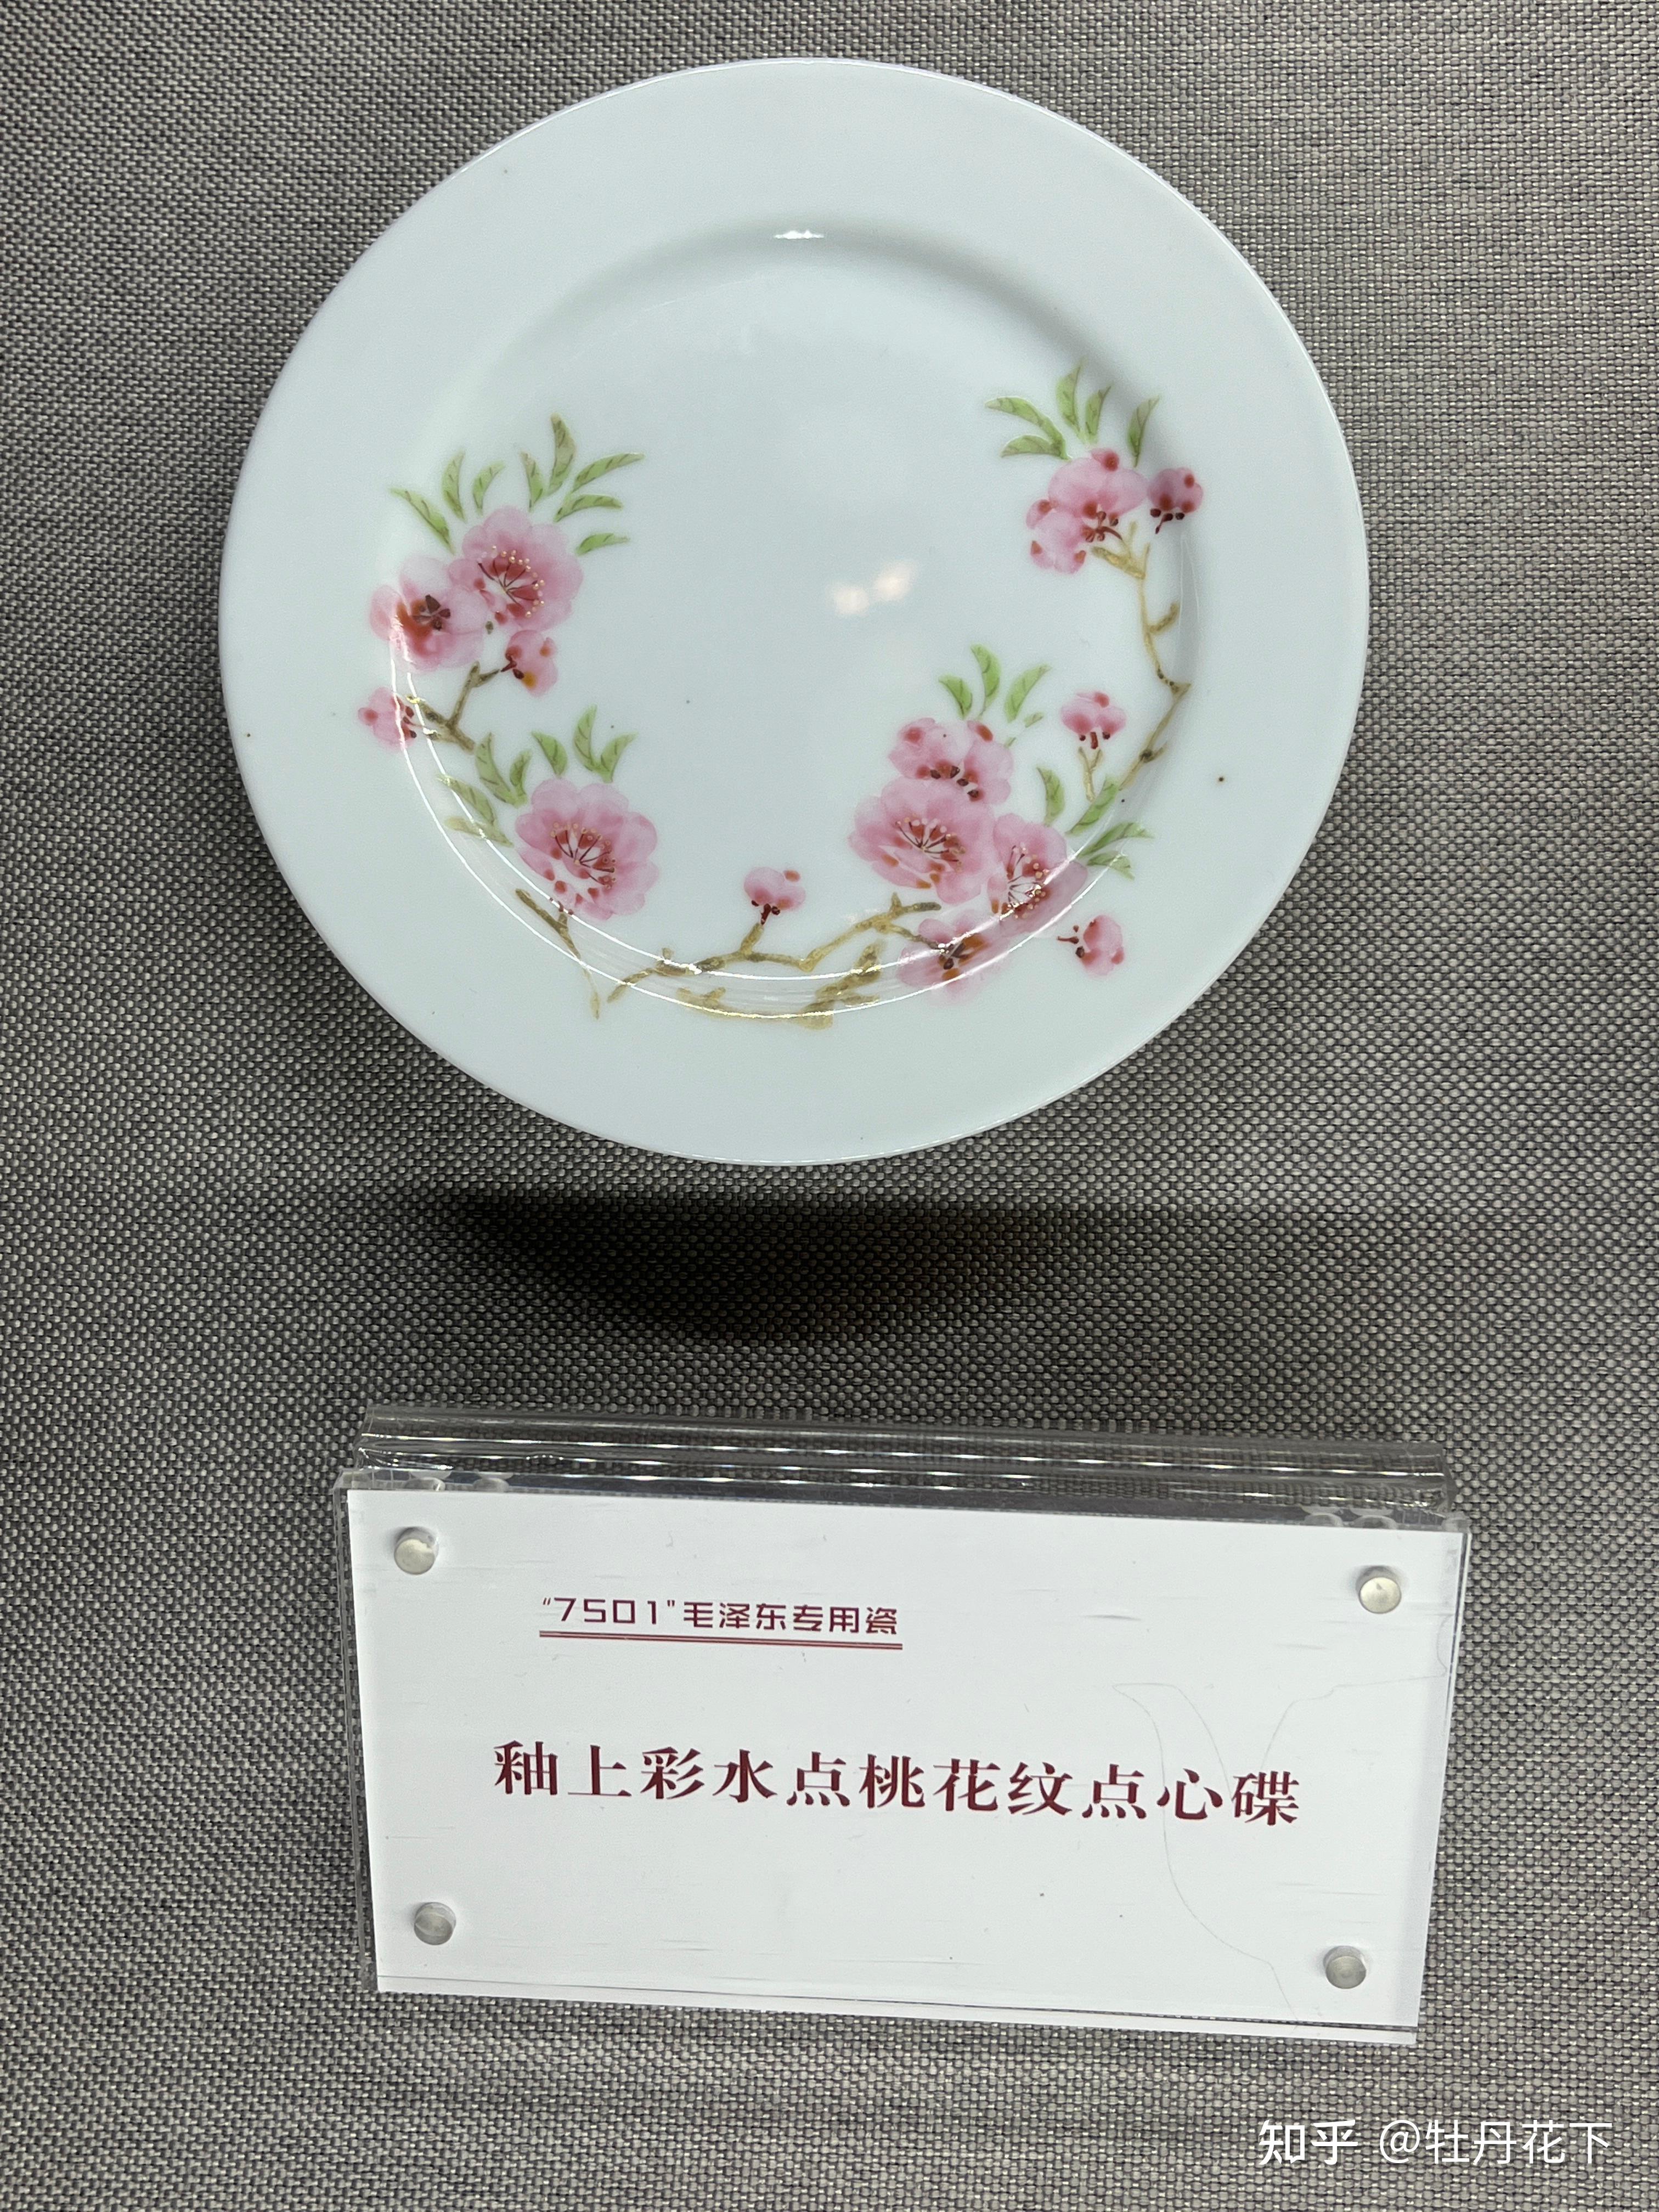 “7501”毛泽东专用瓷
釉上彩水点桃花纹点心碟
知乎 @牡丹花下